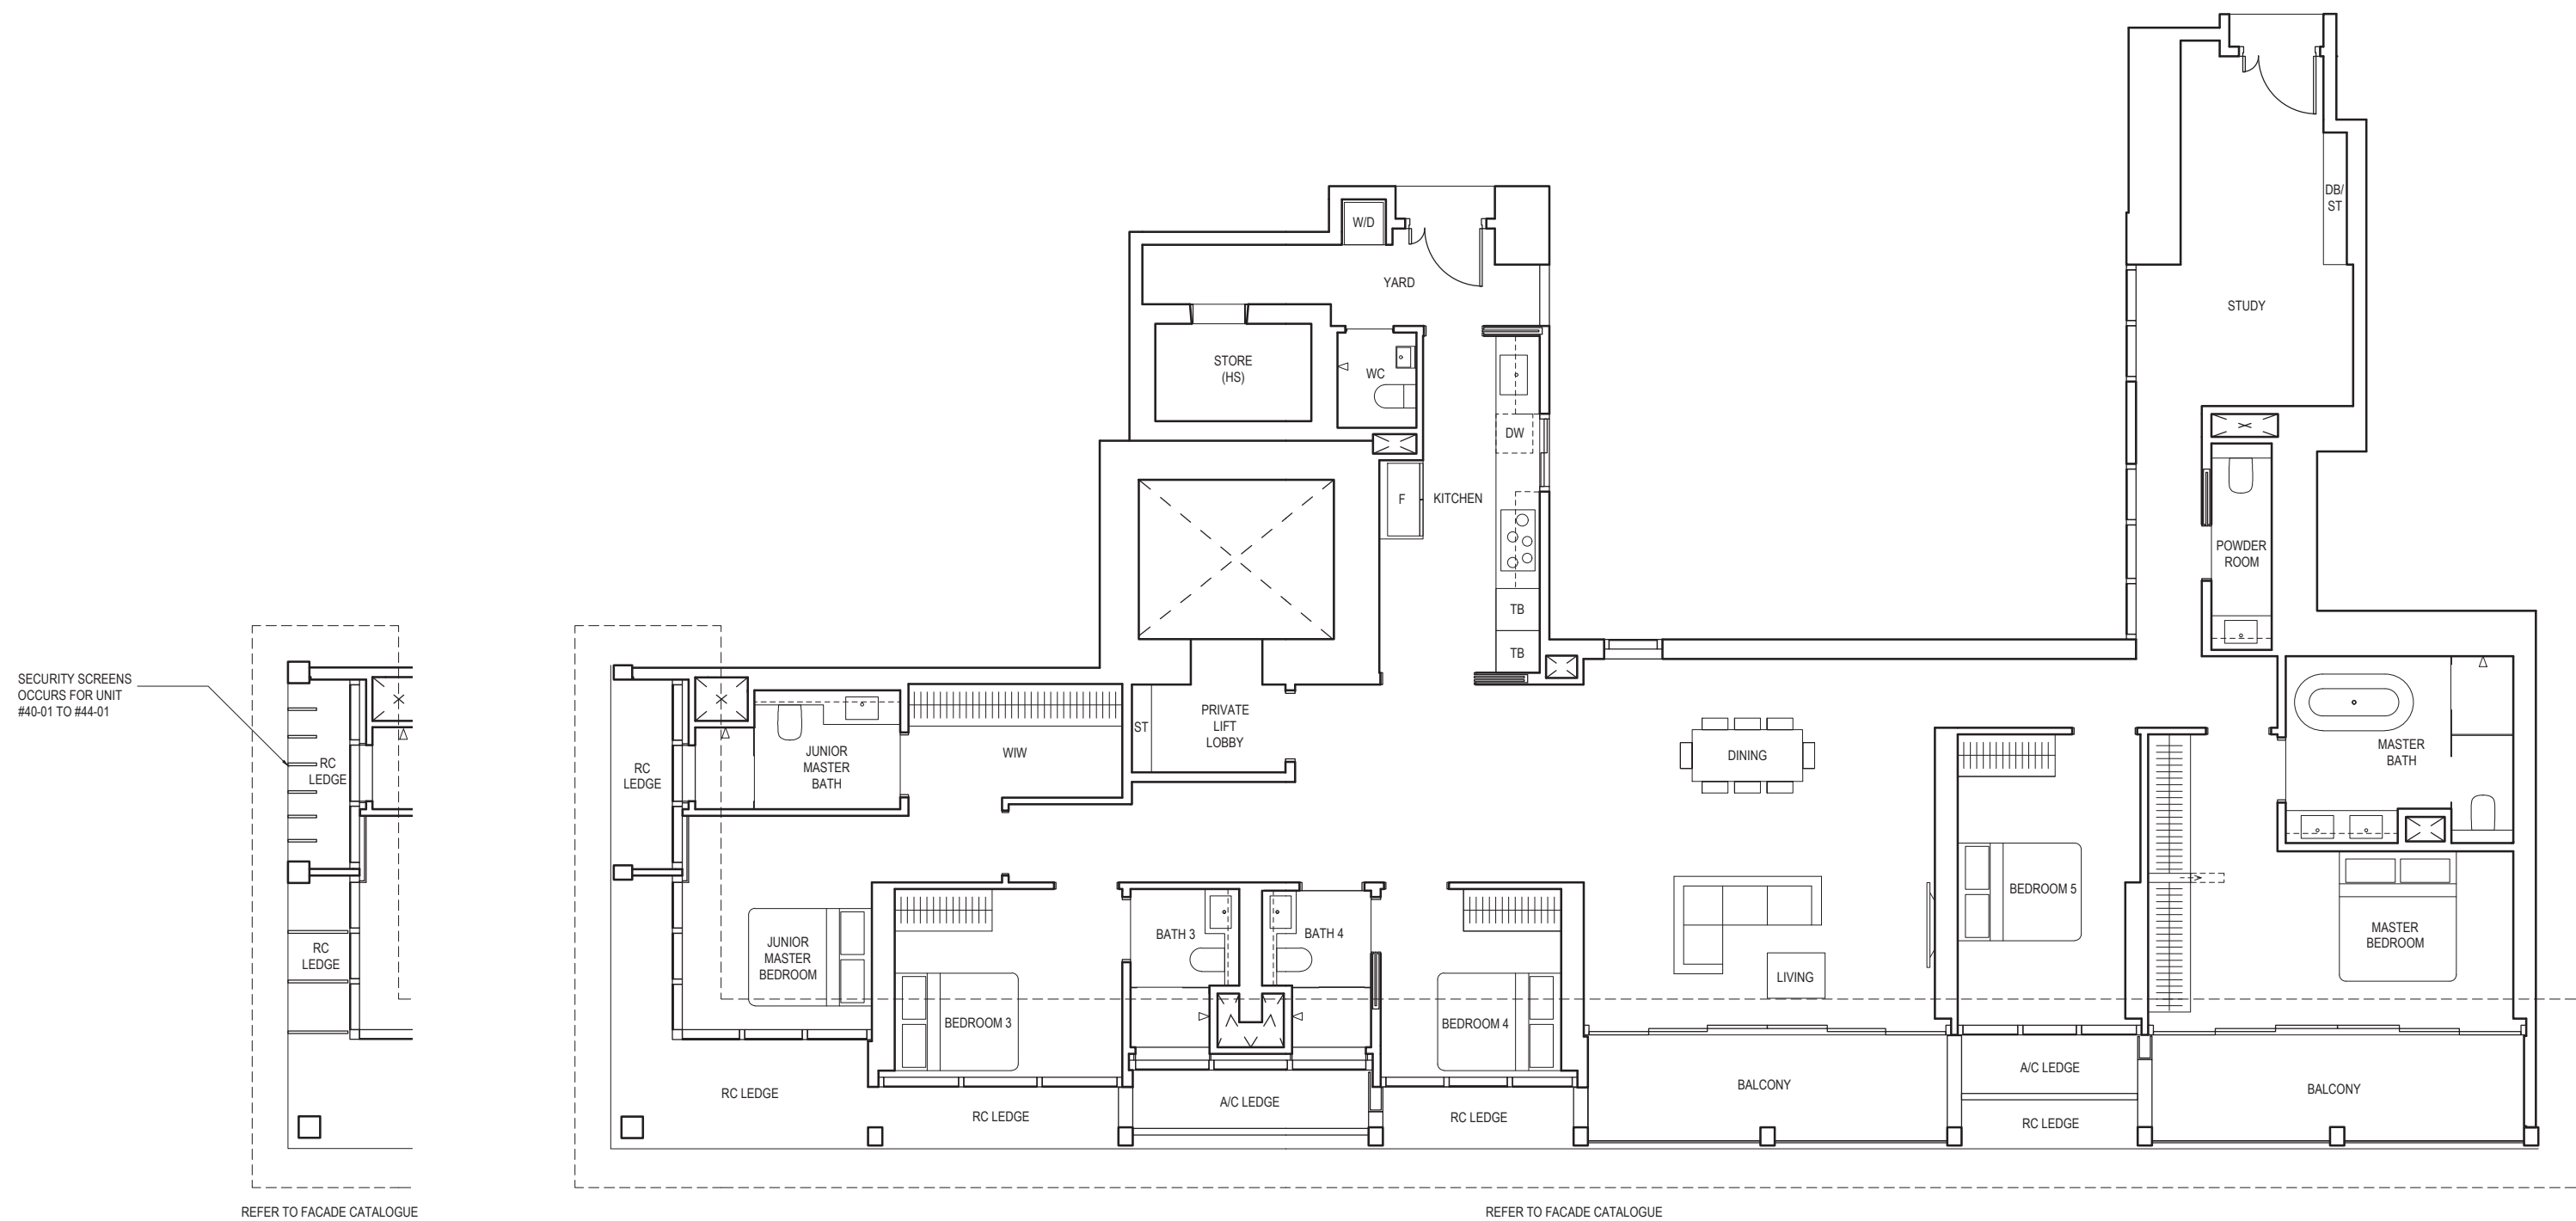 DB/
ST
W/D
YARD
STUDY
STORE
(HS)
WC
DW
F
KITCHEN
POWDER
ROOM
TB
TB
SECURITY SCREENS
OCCURS FOR UNIT
#40-01 TO #44-01
RC
LEDGE
RC
LEDGE
RC
LEDGE
JUNIOR
MASTER
BATH
WIW
ST
PRIVATE
LIFT
LOBBY
DINING
MASTER
BATH
JUNIOR
MASTER
BEDROOM
BEDROOM 3
BATH 3
BATH 4
BEDROOM 4
LIVING
BEDROOM 5
MASTER
BEDROOM
RC LEDGE
RC LEDGE
A/C LEDGE
RC LEDGE
BALCONY
A/C LEDGE
RC LEDGE
BALCONY
REFER TO FACADE CATALOGUE
REFER TO FACADE CATALOGUE